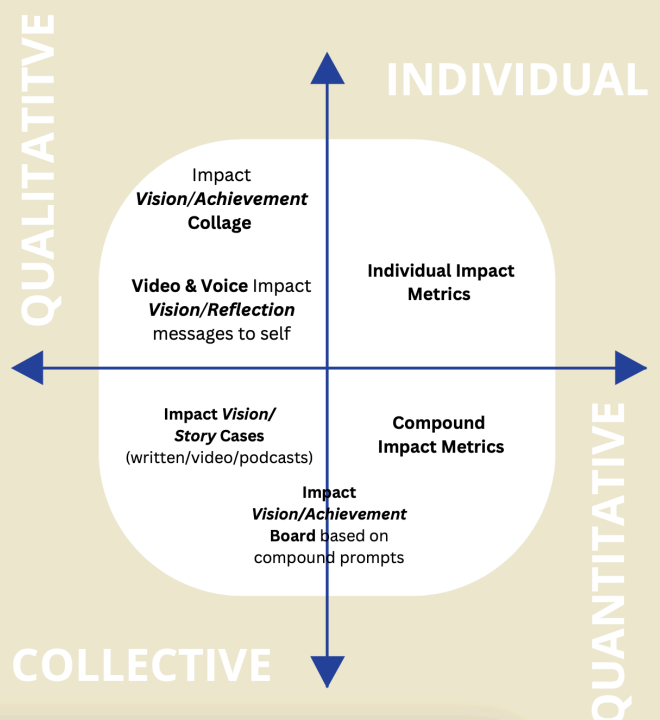 QUALITATITVE
INDIVIDUAL
Impact
Vision/Achievement
Collage
Video & Voice Impact
Vision/Reflection
messages to self
Individual Impact
Metrics
Impact Vision/
Story Cases
(written/video/podcasts)
Compound
Impact Metrics
Impact
Vision/Achievement
Board based on
compound prompts
COLLECTIVE
QUANTITATIVE